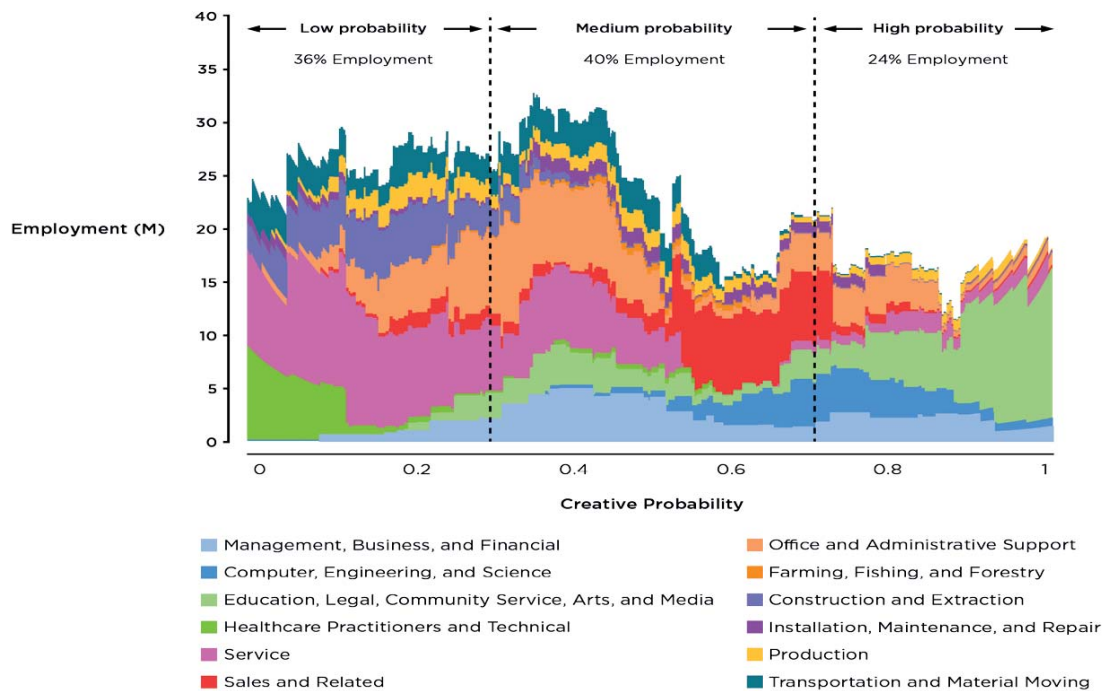 40
Low probability
Medium probability
High probability
36% Employment
40% Employment
24% Employment
35
30
25
Employment (M)
20
15
10
5
0
0 0.2 0.4 0.6 0.8 1
Creative Probability
Management, Business, and Financial
Computer, Engineering, and Science
Education, Legal, Community Service, Arts, and Media
Healthcare Practitioners and Technical
Service
Sales and Related
Office and Administrative Support
Farming, Fishing, and Forestry
Construction and Extraction
Installation, Maintenance, and Repair
Production
Transportation and Material Moving